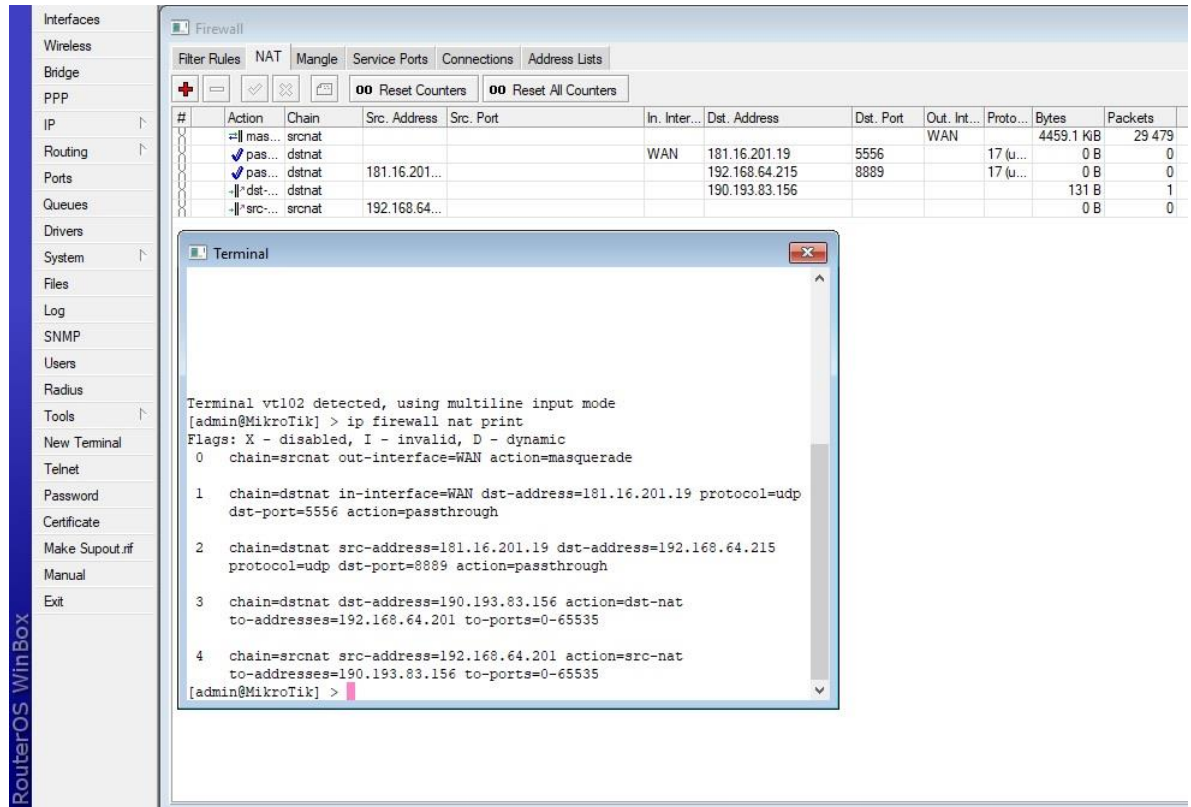 Interfaces
Wireless
Bridge
PPP
IP
Routing
Ports
Queues
Drivers
System
Files
Log
SNMP
Users
Radius
Tools
New Terminal
Telnet
Password
Certificate
Make Supout.rif
Manual
Exit
RouterOS WinBox
Firewall
Filter Rules NAT Mangle Service Ports Connections Address Lists
00 Reset Counters 00 Reset All Counters
# Action Chain Src. Address Src. Port In. Inter... Dst. Address Dst. Port Out. Int... Proto... Bytes Packets
mas... srcnat WAN 4459.1 KiB 29 479
pas... dstnat WAN 181.16.201.19 5556 17 (u... 0 B 0
pas... dstnat 181.16.201... 192.168.64.215 8889 17 (u... 0 B 0
dst-... dstnat 190.193.83.156 131 B 1
src-... srcnat 192.168.64... 0 B 0
Terminal
Terminal vt102 detected, using multiline input mode
[admin@MikroTik] > ip firewall nat print
Flags: X - disabled, I - invalid, D - dynamic
0 chain=srcnat out-interface=WAN action=masquerade
1 chain=dstnat in-interface=WAN dst-address=181.16.201.19 protocol=udp
dst-port=5556 action=passthrough
2 chain=dstnat src-address=181.16.201.19 dst-address=192.168.64.215
protocol=udp dst-port=8889 action=passthrough
3 chain=dstnat dst-address=190.193.83.156 action=dst-nat
to-addresses=192.168.64.201 to-ports=0-65535
4 chain=srcnat src-address=192.168.64.201 action=src-nat
to-addresses=190.193.83.156 to-ports=0-65535
[admin@MikroTik] >